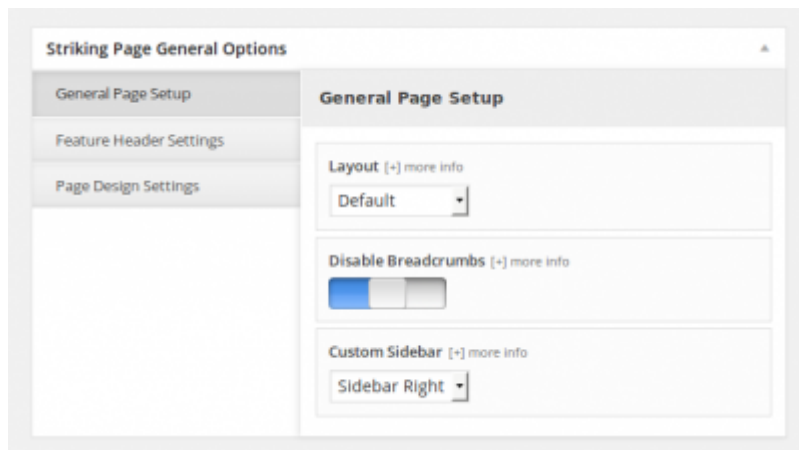 Striking Page General Options
General Page Setup
Feature Header Settings
Page Design Settings
General Page Setup
Layout [+] more info
Default
Disable Breadcrumbs [+] more info
Custom Sidebar [+] more info
Sidebar Right